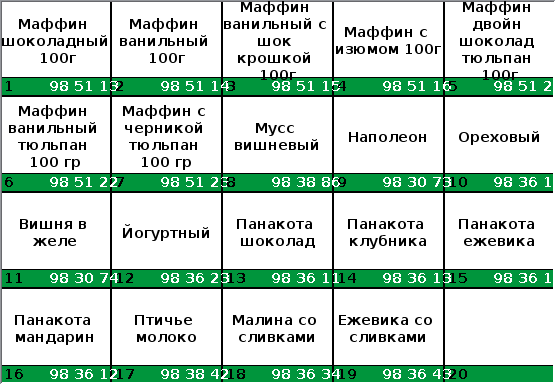 Маффин шоколадный 100г
1 98 51 13
Маффин ванильный 100г
2 98 51 14
Маффин ванильный с шок крошкой 100г
3 98 51 15
Маффин с изюмом 100г
4 98 51 16
Маффин двойн шоколад тюльпан 100г
5 98 51 2
Маффин ванильный тюльпан 100 гр
6 98 51 22
Маффин с черникой тюльпан 100 гр
7 98 51 23
Мусс вишневый
8 98 38 86
Наполеон
9 98 30 73
Ореховый
10 98 36 1
Вишня в желе
11 98 30 74
Йогуртный
12 98 36 23
Панакота шоколад
13 98 36 11
Панакота клубника
14 98 36 13
Панакота ежевика
15 98 36 1
Панакота мандарин
16 98 36 12
Птичье молоко
17 98 38 42
Малина со сливками
18 98 36 34
Ежевика со сливками
19 98 36 43
20